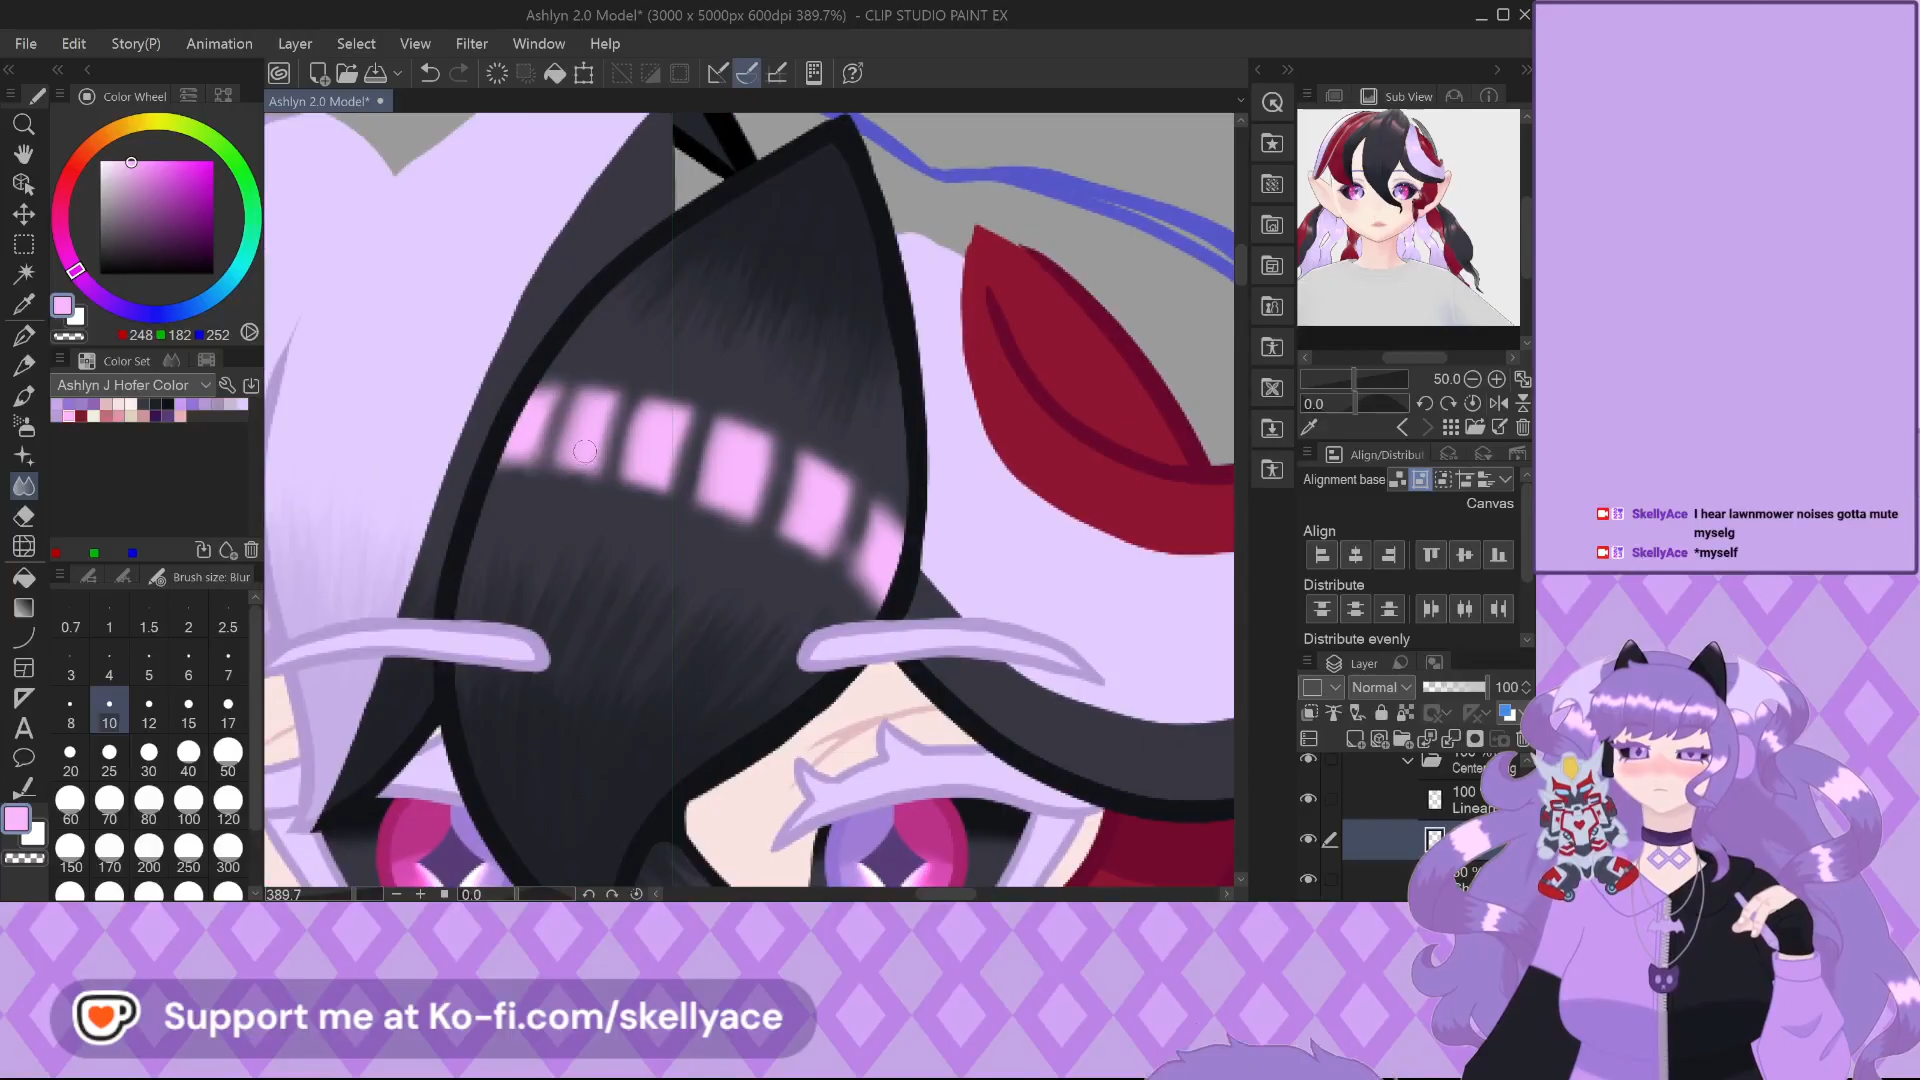 Ashlyn 2.0 Model* (3000 x 5000px 600dpi 389.7%) - CLIP STUDIO PAINT EX
File Edit Story(P) Animation Layer Select View Filter Window Help
Color Wheel
Ashlyn 2.0 Model*
Sub View
248 182 252
Color Set
Ashlyn J Hofer Color
50.0
0.0
Align/Distribu
Alignment base
Canvas
Align
Distribute
Distribute evenly
Brush size: Blur
0.7 1 1.5 2 2.5
3 4 5 6 7
8 10 12 15 17
20 25 30 40 50
60 70 80 100 120
150 170 200 250 300
Layer
Normal 100
100
389.7 0.0
SkellyAce I hear lawnmower noises gotta mute
myselg
SkellyAce *myself
Support me at Ko-fi.com/skellyace